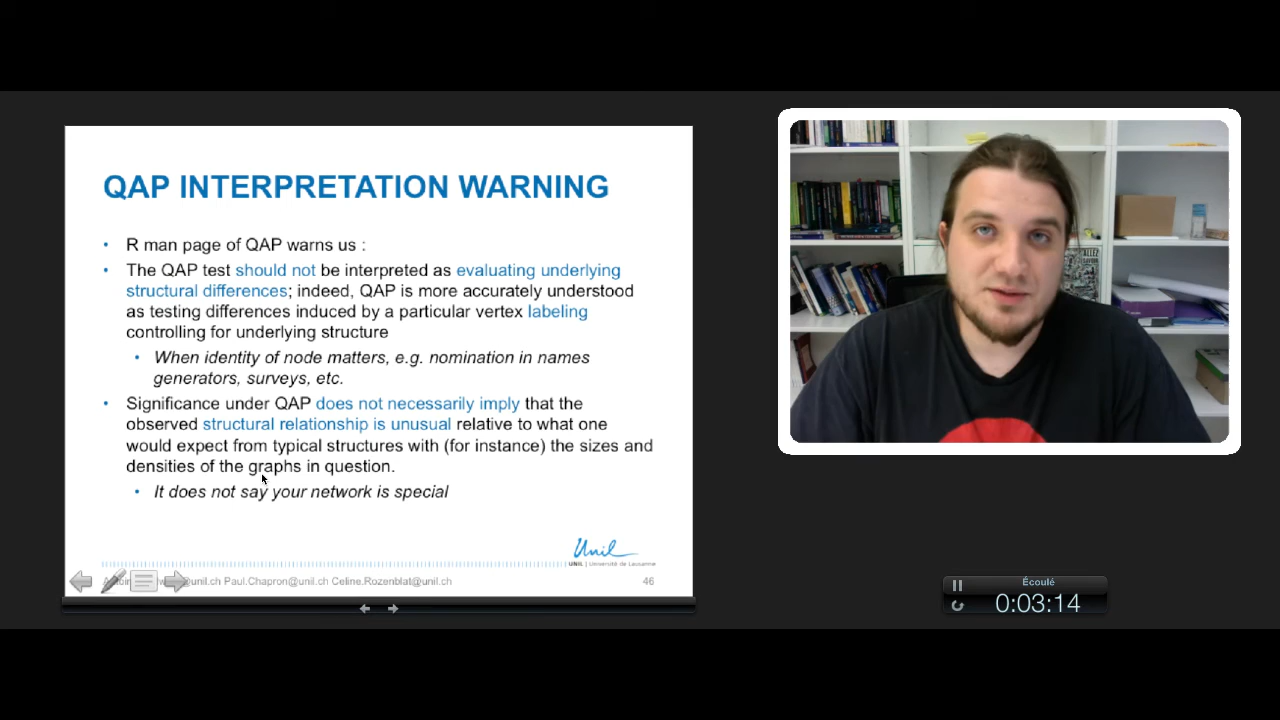 QAP INTERPRETATION WARNING
• R man page of QAP warns us :
• The QAP test should not be interpreted as evaluating underlying
structural differences; indeed, QAP is more accurately understood
as testing differences induced by a particular vertex labeling
controlling for underlying structure
• When identity of node matters, e.g. nomination in names
generators, surveys, etc.
• Significance under QAP does not necessarily imply that the
observed structural relationship is unusual relative to what one
would expect from typical structures with (for instance) the sizes and
densities of the graphs in question.
• It does not say your network is special
Unil
UNIL | Université de Lausanne
@unil.ch Paul.Chapron@unil.ch Celine.Rozenblat@unil.ch
46
Écoulé
0:03:14